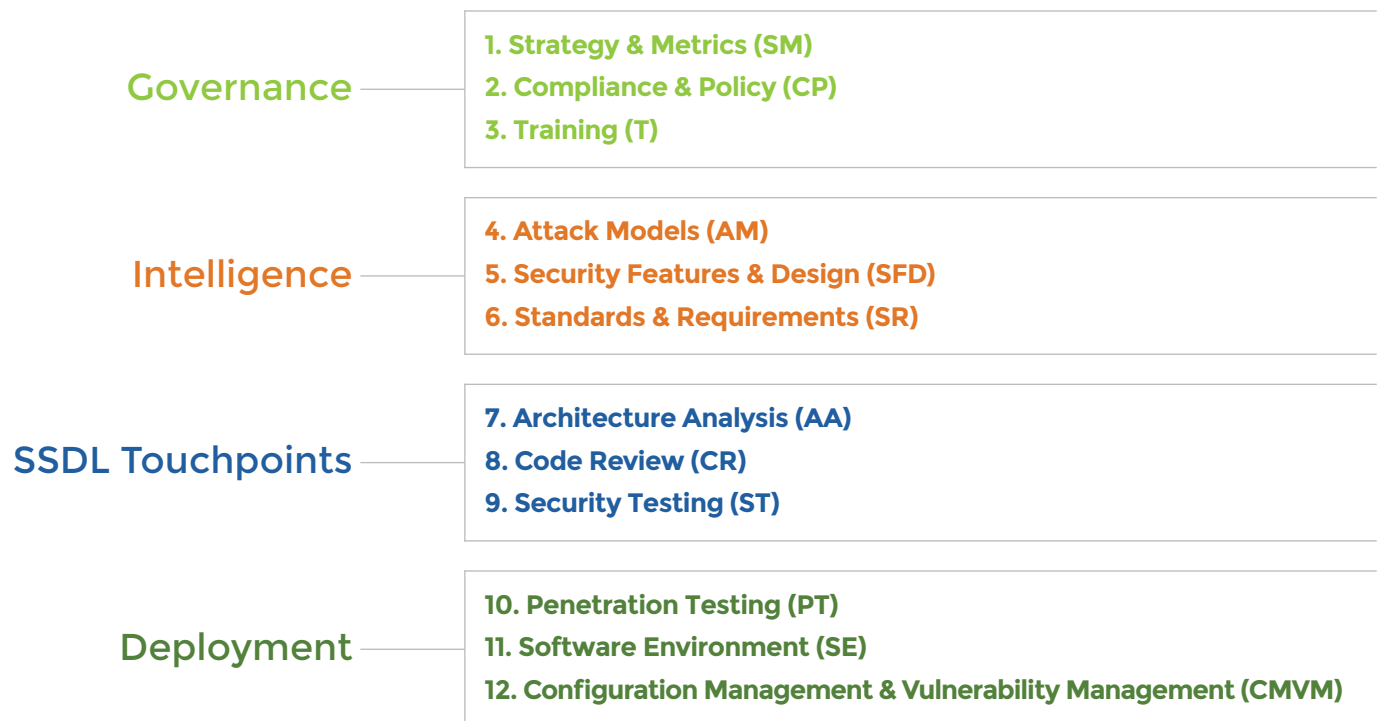 Governance
1. Strategy & Metrics (SM)
2. Compliance & Policy (CP)
3. Training (T)
Intelligence
4. Attack Models (AM)
5. Security Features & Design (SFD)
6. Standards & Requirements (SR)
SSDL Touchpoints
7. Architecture Analysis (AA)
8. Code Review (CR)
9. Security Testing (ST)
Deployment
10. Penetration Testing (PT)
11. Software Environment (SE)
12. Configuration Management & Vulnerability Management (CMVM)